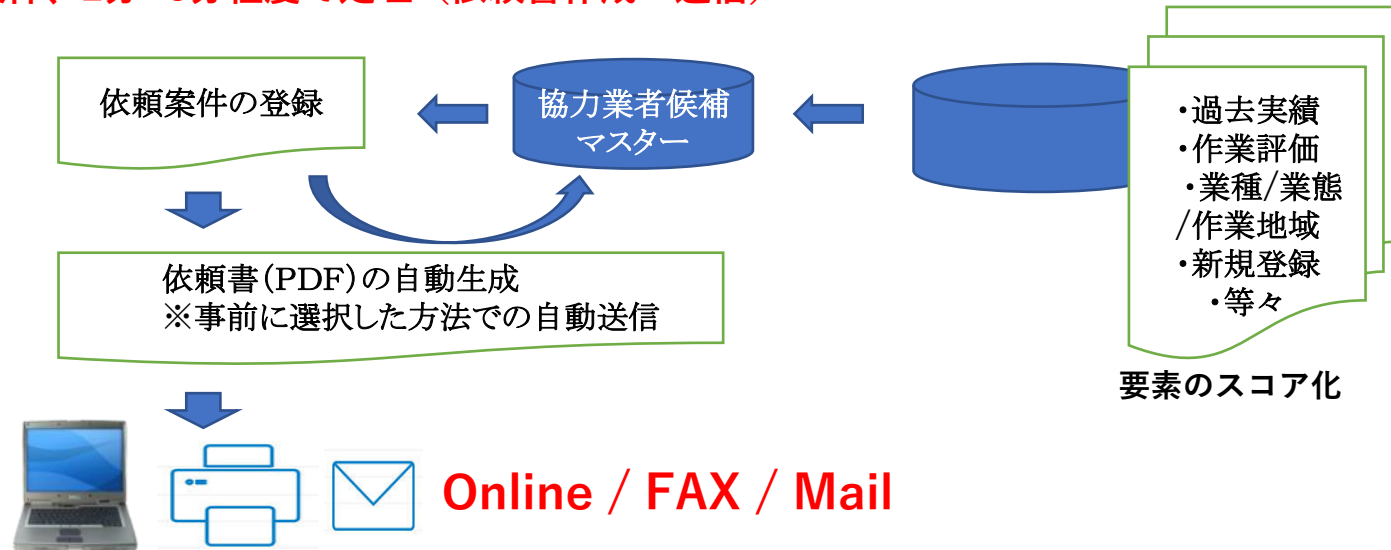 依頼案件の登録
協力業者候補
マスター
・過去実績
・作業評価
・業種/業態
/作業地域
・新規登録
・等々
要素のスコア化
依頼書(PDF)の自動生成
※事前に選択した方法での自動送信
Online / FAX / Mail